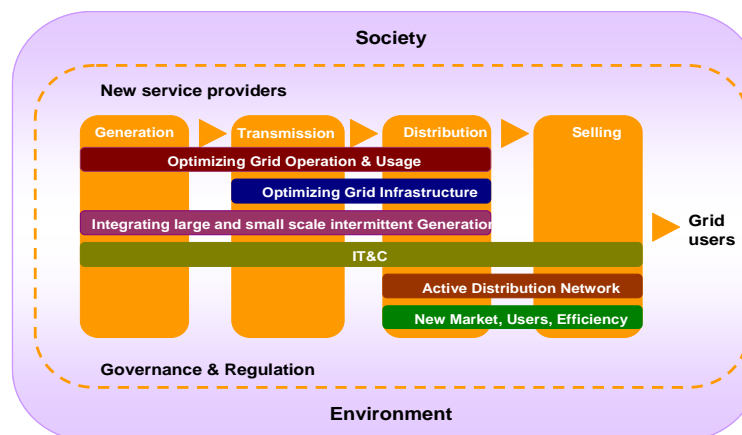 Society
New service providers
Generation
Transmission
Distribution
Selling
Optimizing Grid Operation & Usage
Optimizing Grid Infrastructure
Integrating large and small scale intermittent Generation
Grid
users
IT&C
Active Distribution Network
New Market, Users, Efficiency
Governance & Regulation
Environment